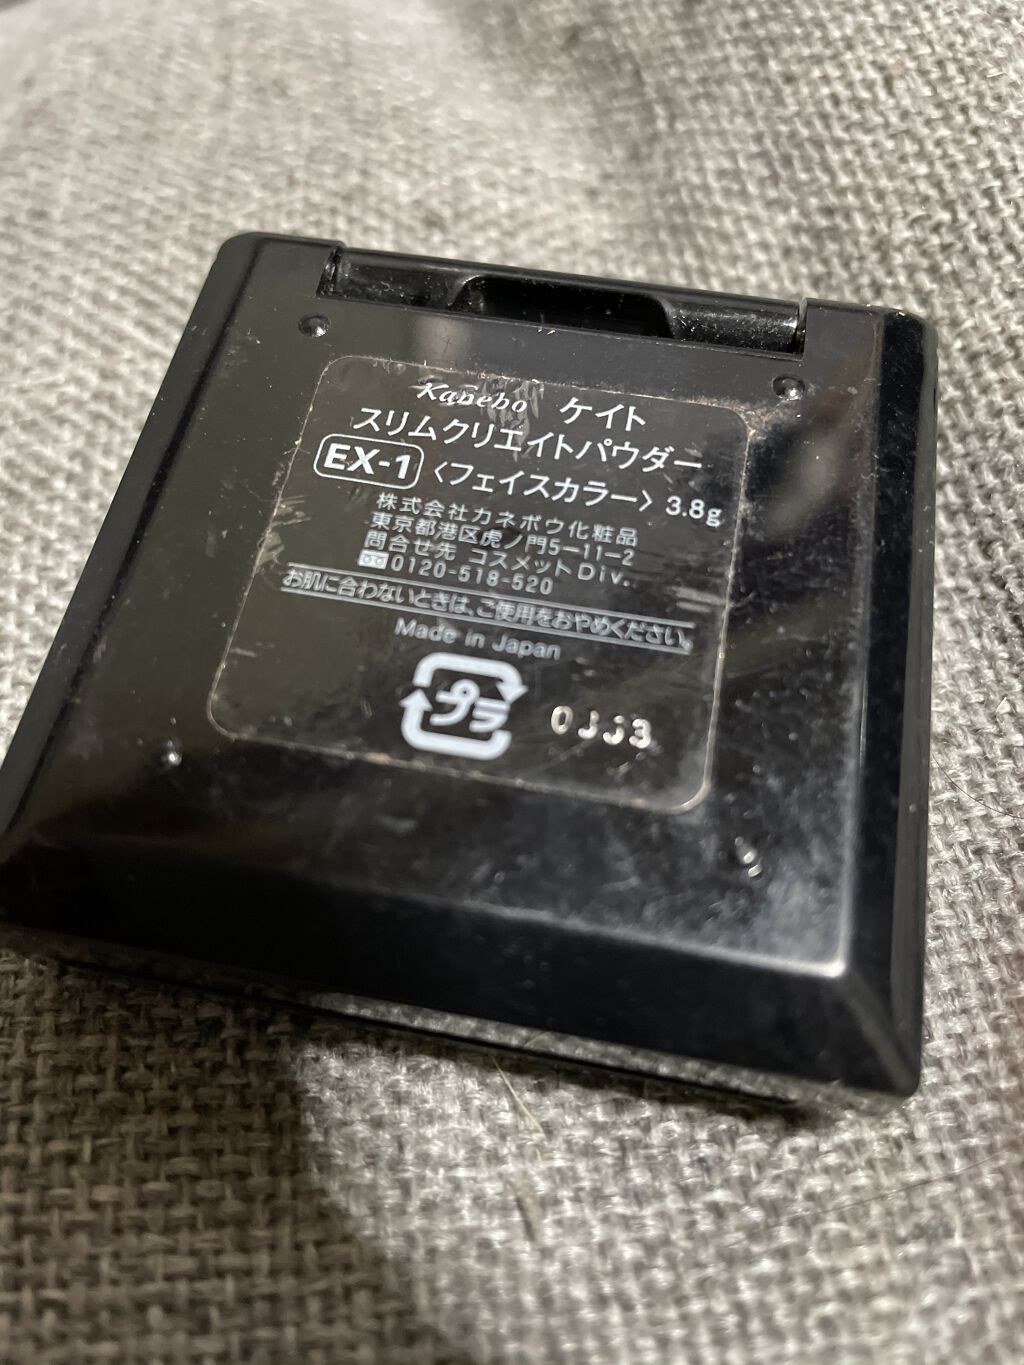 Kanebo ケイト
スリムクリエイトパウダー
EX-1 〈フェイスカラー〉 3.8g
株式会社カネボウ化粧品
東京都港区虎ノ門5-11-2
問合せ先 コスメットDiv.
0120-518-520
お肌に合わないときは、ご使用をおやめください。
Made in Japan
プラ